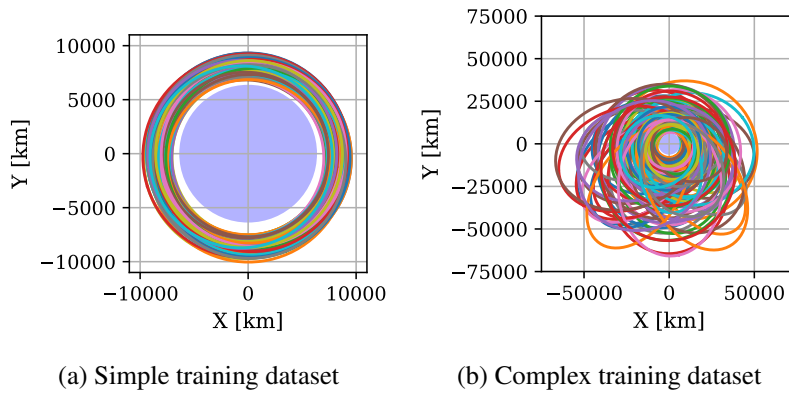 10000
5000
0
−5000
−10000
Y [km]
−10000 0 10000
X [km]
(a) Simple training dataset
75000
50000
25000
0
−25000
−50000
−75000
Y [km]
−50000 0 50000
X [km]
(b) Complex training dataset